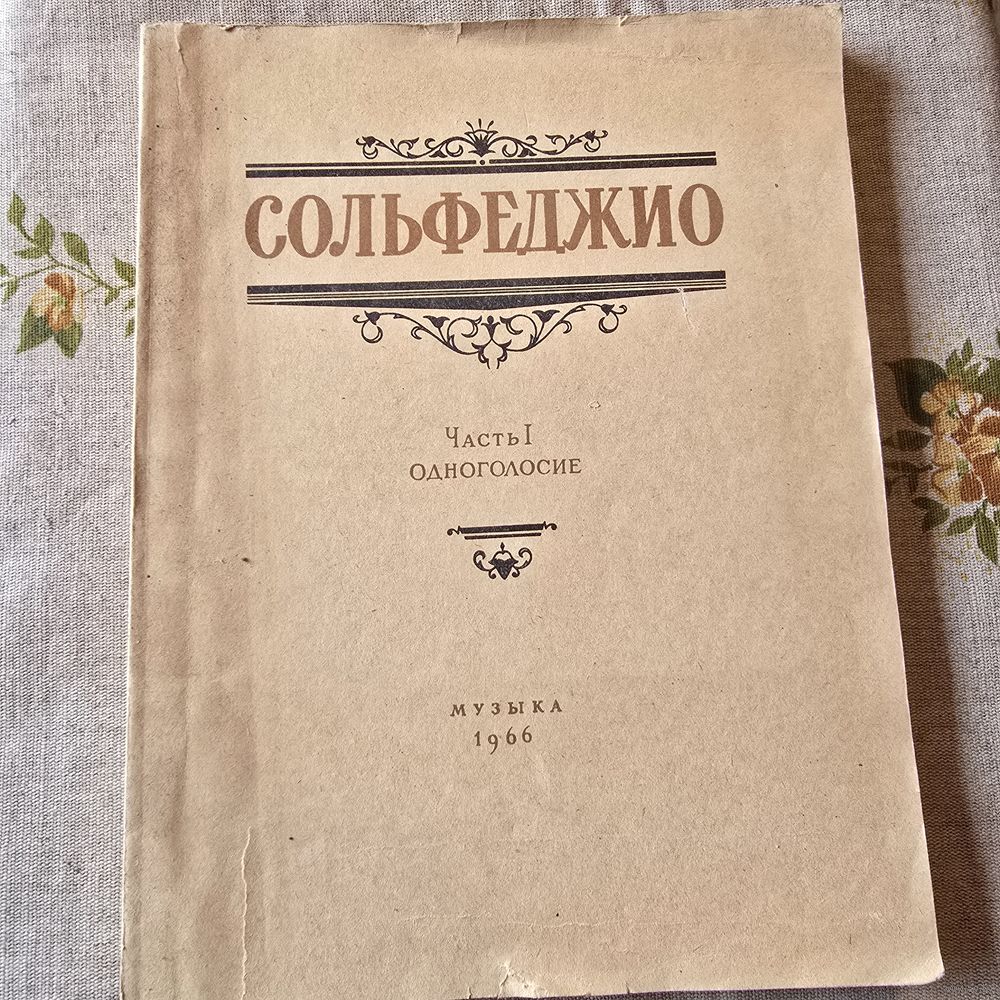 СОЛЬФЕДЖИО
Часть I
ОДНОГОЛОСИЕ
МУЗЫКА
1966